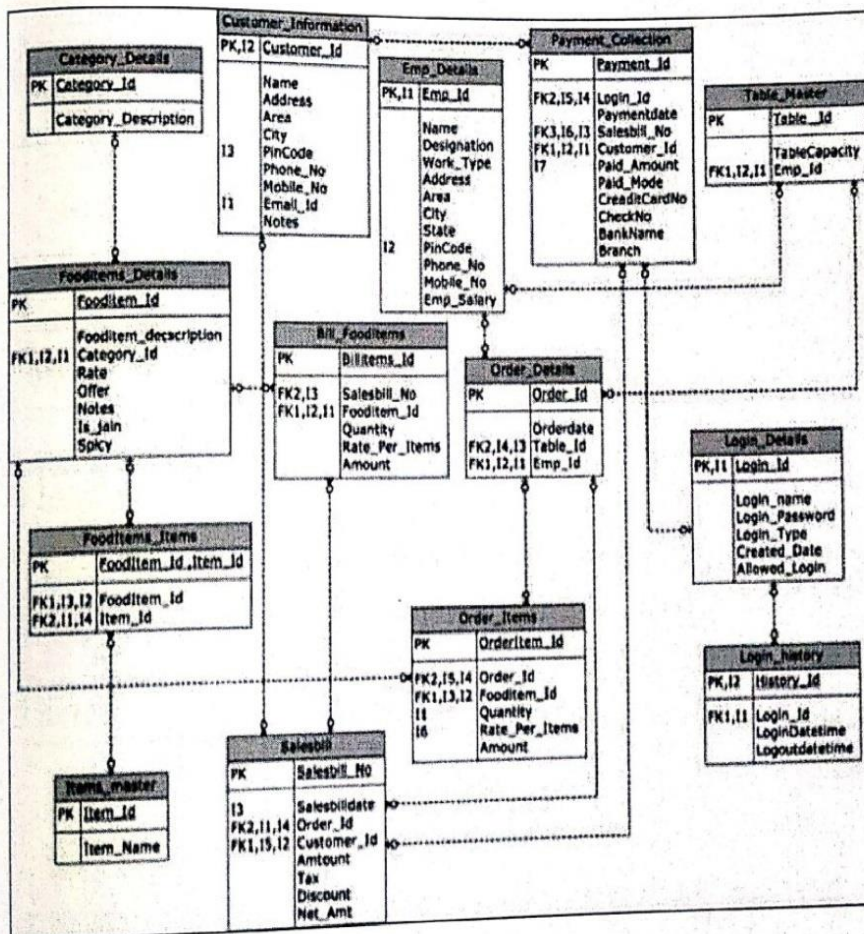 Customer_Information
PK,I2 Customer_Id
Name
Address
Area
City
I3 PinCode
Phone_No
Mobile_No
I1 Email_Id
Notes
Payment_Collection
PK Payment_Id
FK2,I5,I4 Login_Id
Paymentdate
FK3,I6,I3 Salesbill_No
FK1,I2,I1 Customer_Id
I7 Paid_Amount
Paid_Mode
CreaditCardNo
CheckNo
BankName
Branch
Category_Details
PK Category_Id
Category_Description
Emp_Details
PK,I1 Emp_Id
Name
Designation
Work_Type
Address
Area
City
State
I2 PinCode
Phone_No
Mobile_No
Emp_Salary
Table_Master
PK Table_Id
TableCapacity
FK1,I2,I1 Emp_Id
FoodItems_Details
PK FoodItem_Id
FoodItem_decscription
FK1,I2,I1 Category_Id
Rate
Offer
Notes
Is_jain
Spicy
Bill_FoodItems
PK BillItems_Id
FK2,I3 Salesbill_No
FK1,I2,I1 FoodItem_Id
Quantity
Rate_Per_Items
Amount
Order_Details
PK Order_Id
Orderdate
FK2,I4,I3 Table_Id
FK1,I2,I1 Emp_Id
Login_Details
PK,I1 Login_Id
Login_name
Login_Password
Login_Type
Created_Date
Allowed_Login
FoodItems_Items
PK FoodItem_Id,Item_Id
FK1,I3,I2 FoodItem_Id
FK2,I1,I4 Item_Id
Order_Items
PK OrderItem_Id
FK2,I5,I4 Order_Id
FK1,I3,I2 FoodItem_Id
I1 Quantity
I6 Rate_Per_Items
Amount
Login_history
PK,I2 History_Id
FK1,I1 Login_Id
LoginDatetime
Logoutdatetime
Items_master
PK Item_Id
Item_Name
Salesbill
PK Salesbill_No
I3 Salesbilldate
FK2,I1,I4 Order_Id
FK1,I5,I2 Customer_Id
Amtount
Tax
Discount
Net_Amt